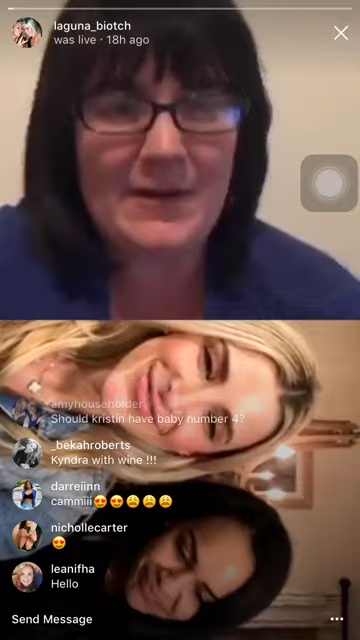 laguna_biotch
was live · 18h ago
amyhouseholder
Should kristin have baby number 4?
_bekahroberts
Kyndra with wine !!!
darreiinn
cammiii😍😍😩😩😩
nichollecarter
😍
leanifha
Hello
Send Message